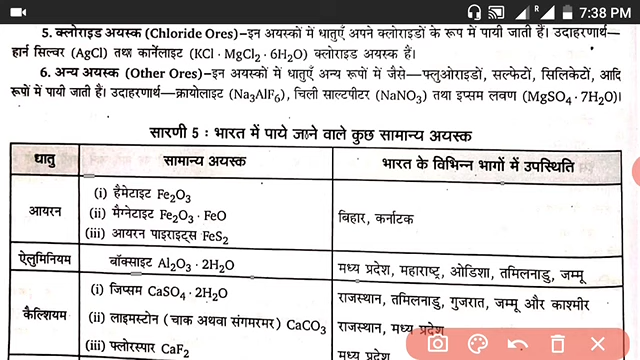 7:38 PM
5. क्लोराइड अयस्क (Chloride Ores)–इन अयस्कों में धातुएँ अपने क्लोराइडों के रूप में पायी जाती हैं। उदाहरणार्थ—
हार्न सिल्वर (AgCl) तथा कार्नेलाइट (KCl · MgCl₂ · 6H₂O) क्लोराइड अयस्क हैं।
6. अन्य अयस्क (Other Ores)–इन अयस्कों में धातुएँ अन्य रूपों में जैसे—फ्लुओराइडों, सल्फेटों, सिलिकेटों, आदि
रूपों में पायी जाती हैं। उदाहरणार्थ—क्रायोलाइट (Na₃AlF₆), चिली साल्टपीटर (NaNO₃) तथा इप्सम लवण (MgSO₄ · 7H₂O)।
सारणी 5 : भारत में पाये जाने वाले कुछ सामान्य अयस्क
धातु सामान्य अयस्क भारत के विभिन्न भागों में उपस्थिति
(i) हैमेटाइट Fe₂O₃
आयरन (ii) मैग्नेटाइट Fe₂O₃ · FeO बिहार, कर्नाटक
(iii) आयरन पाइराइट्स FeS₂
ऐलुमिनियम बॉक्साइट Al₂O₃ · 2H₂O मध्य प्रदेश, महाराष्ट्र, ओडिशा, तमिलनाडु, जम्मू
(i) जिप्सम CaSO₄ · 2H₂O राजस्थान, तमिलनाडु, गुजरात, जम्मू और काश्मीर
कैल्शियम (ii) लाइमस्टोन (चाक अथवा संगमरमर) CaCO₃ राजस्थान, मध्य प्रदेश
(iii) फ्लोरस्पार CaF₂ मध्य प्रदेश